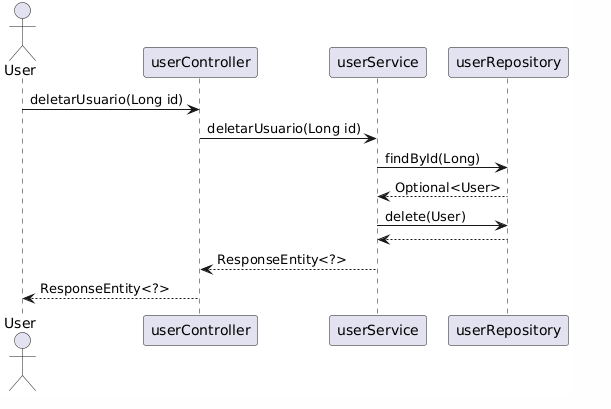 User
userController
userService
userRepository
deletarUsuario(Long id)
deletarUsuario(Long id)
findById(Long)
Optional<User>
delete(User)
ResponseEntity<?>
ResponseEntity<?>
User
userController
userService
userRepository